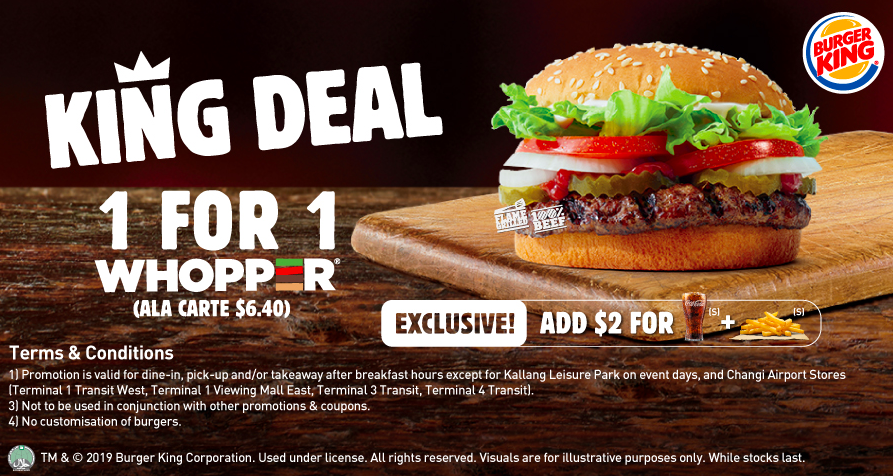 BURGER
KING®
KING DEAL
1 FOR 1
WHOPPER®
(ALA CARTE $6.40)
FLAME
GRILLED
100%
BEEF
EXCLUSIVE! ADD $2 FOR (S) + (S)
Coca-Cola
Terms & Conditions
1) Promotion is valid for dine-in, pick-up and/or takeaway after breakfast hours except for Kallang Leisure Park on event days, and Changi Airport Stores
(Terminal 1 Transit West, Terminal 1 Viewing Mall East, Terminal 3 Transit, Terminal 4 Transit).
3) Not to be used in conjunction with other promotions & coupons.
4) No customisation of burgers.
TM & © 2019 Burger King Corporation. Used under license. All rights reserved. Visuals are for illustrative purposes only. While stocks last.